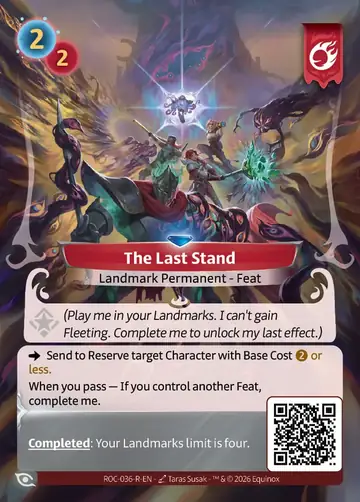 2
2
The Last Stand
Landmark Permanent - Feat
(Play me in your Landmarks. I can't gain
Fleeting. Complete me to unlock my last effect.)
Send to Reserve target Character with Base Cost 2 or
less.
When you pass — If you control another Feat,
complete me.
Completed: Your Landmarks limit is four.
ROC-036-R-EN - Taras Susak - ™ & © 2026 Equinox